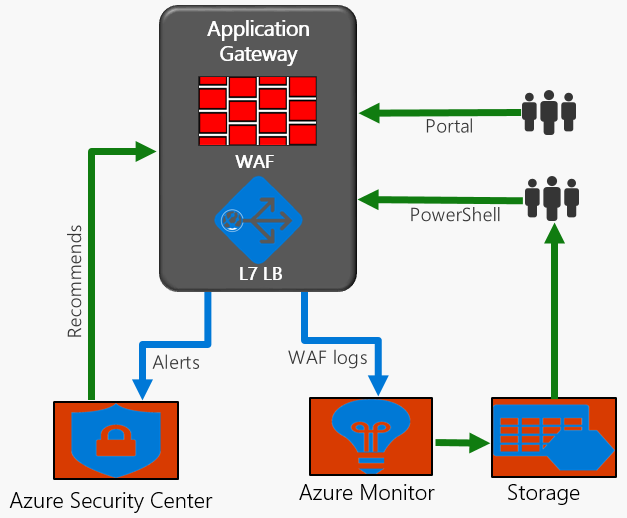 Application
Gateway
WAF
L7 LB
Portal
PowerShell
Recommends
Alerts
WAF logs
Azure Security Center
Azure Monitor
Storage